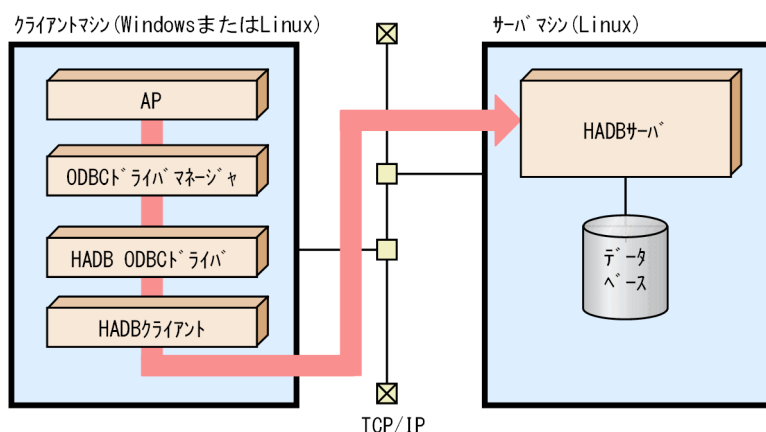 ｸﾗｲｱﾝﾄﾏｼﾝ(WindowsまたはLinux)
AP
ODBCﾄﾞﾗｲﾊﾞﾏﾈｰｼﾞｬ
HADB ODBCﾄﾞﾗｲﾊﾞ
HADBｸﾗｲｱﾝﾄ
TCP/IP
ｻｰﾊﾞﾏｼﾝ(Linux)
HADBｻｰﾊﾞ
ﾃﾞｰﾀ
ﾍﾞｰｽ